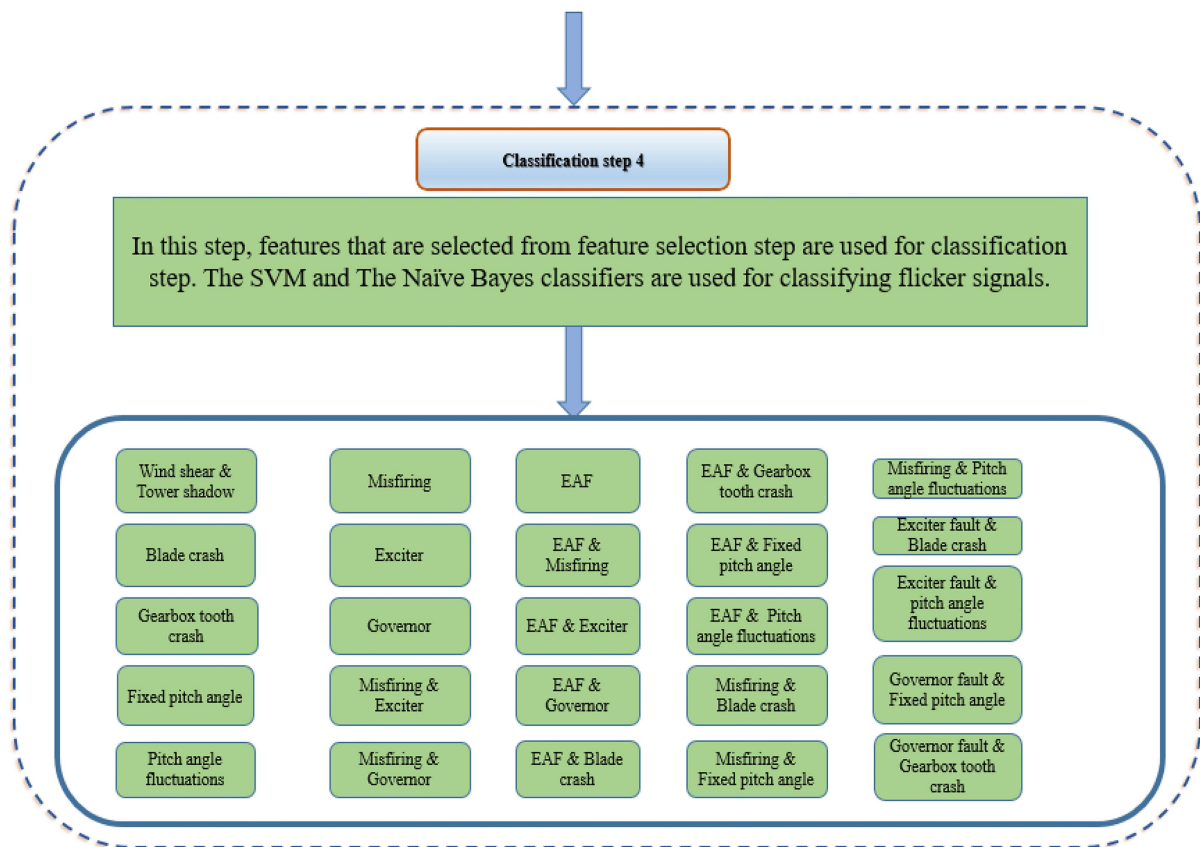 Classification step 4
In this step, features that are selected from feature selection step are used for classification
step. The SVM and The Naïve Bayes classifiers are used for classifying flicker signals.
Wind shear &
Tower shadow
Blade crash
Gearbox tooth
crash
Fixed pitch angle
Pitch angle
fluctuations
Misfiring
Exciter
Governor
Misfiring &
Exciter
Misfiring &
Governor
EAF
EAF &
Misfiring
EAF & Exciter
EAF &
Governor
EAF & Blade
crash
EAF & Gearbox
tooth crash
EAF & Fixed
pitch angle
EAF & Pitch
angle fluctuations
Misfiring &
Blade crash
Misfiring &
Fixed pitch angle
Misfiring & Pitch
angle fluctuations
Exciter fault &
Blade crash
Exciter fault &
pitch angle
fluctuations
Governor fault &
Fixed pitch angle
Governor fault &
Gearbox tooth
crash